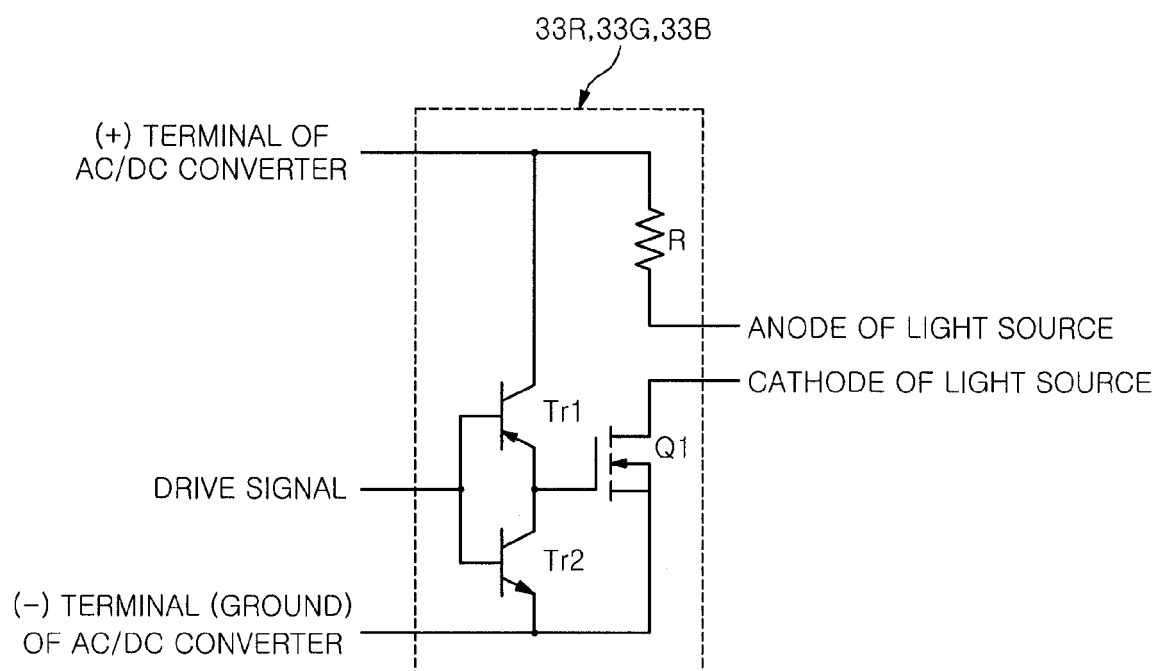 33R,33G,33B
(+) TERMINAL OF
AC/DC CONVERTER
R
ANODE OF LIGHT SOURCE
CATHODE OF LIGHT SOURCE
Tr1
Q1
DRIVE SIGNAL
Tr2
(−) TERMINAL (GROUND)
OF AC/DC CONVERTER